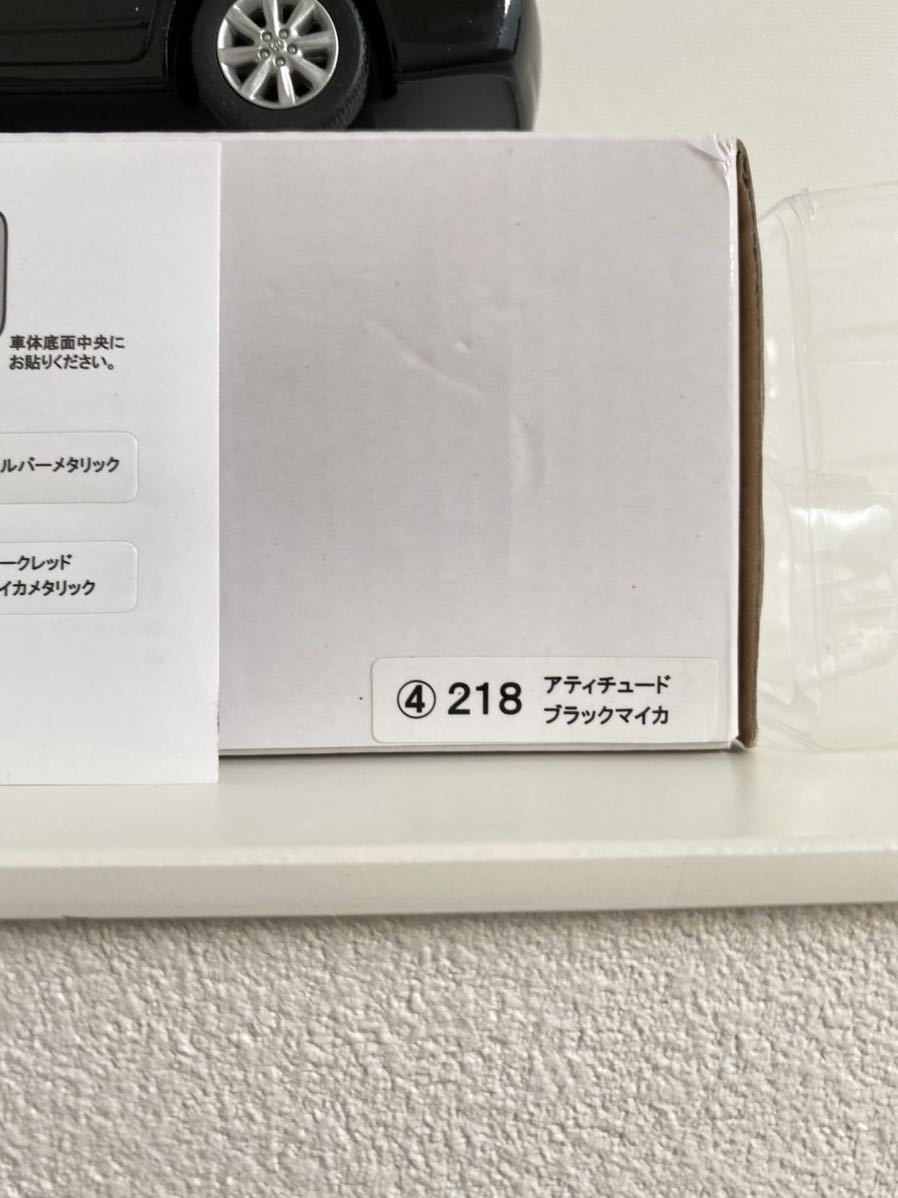 車体底面中央に
お貼りください。
ルバーメタリック
ークレッド
イカメタリック
④ 218 アティチュード
ブラックマイカ